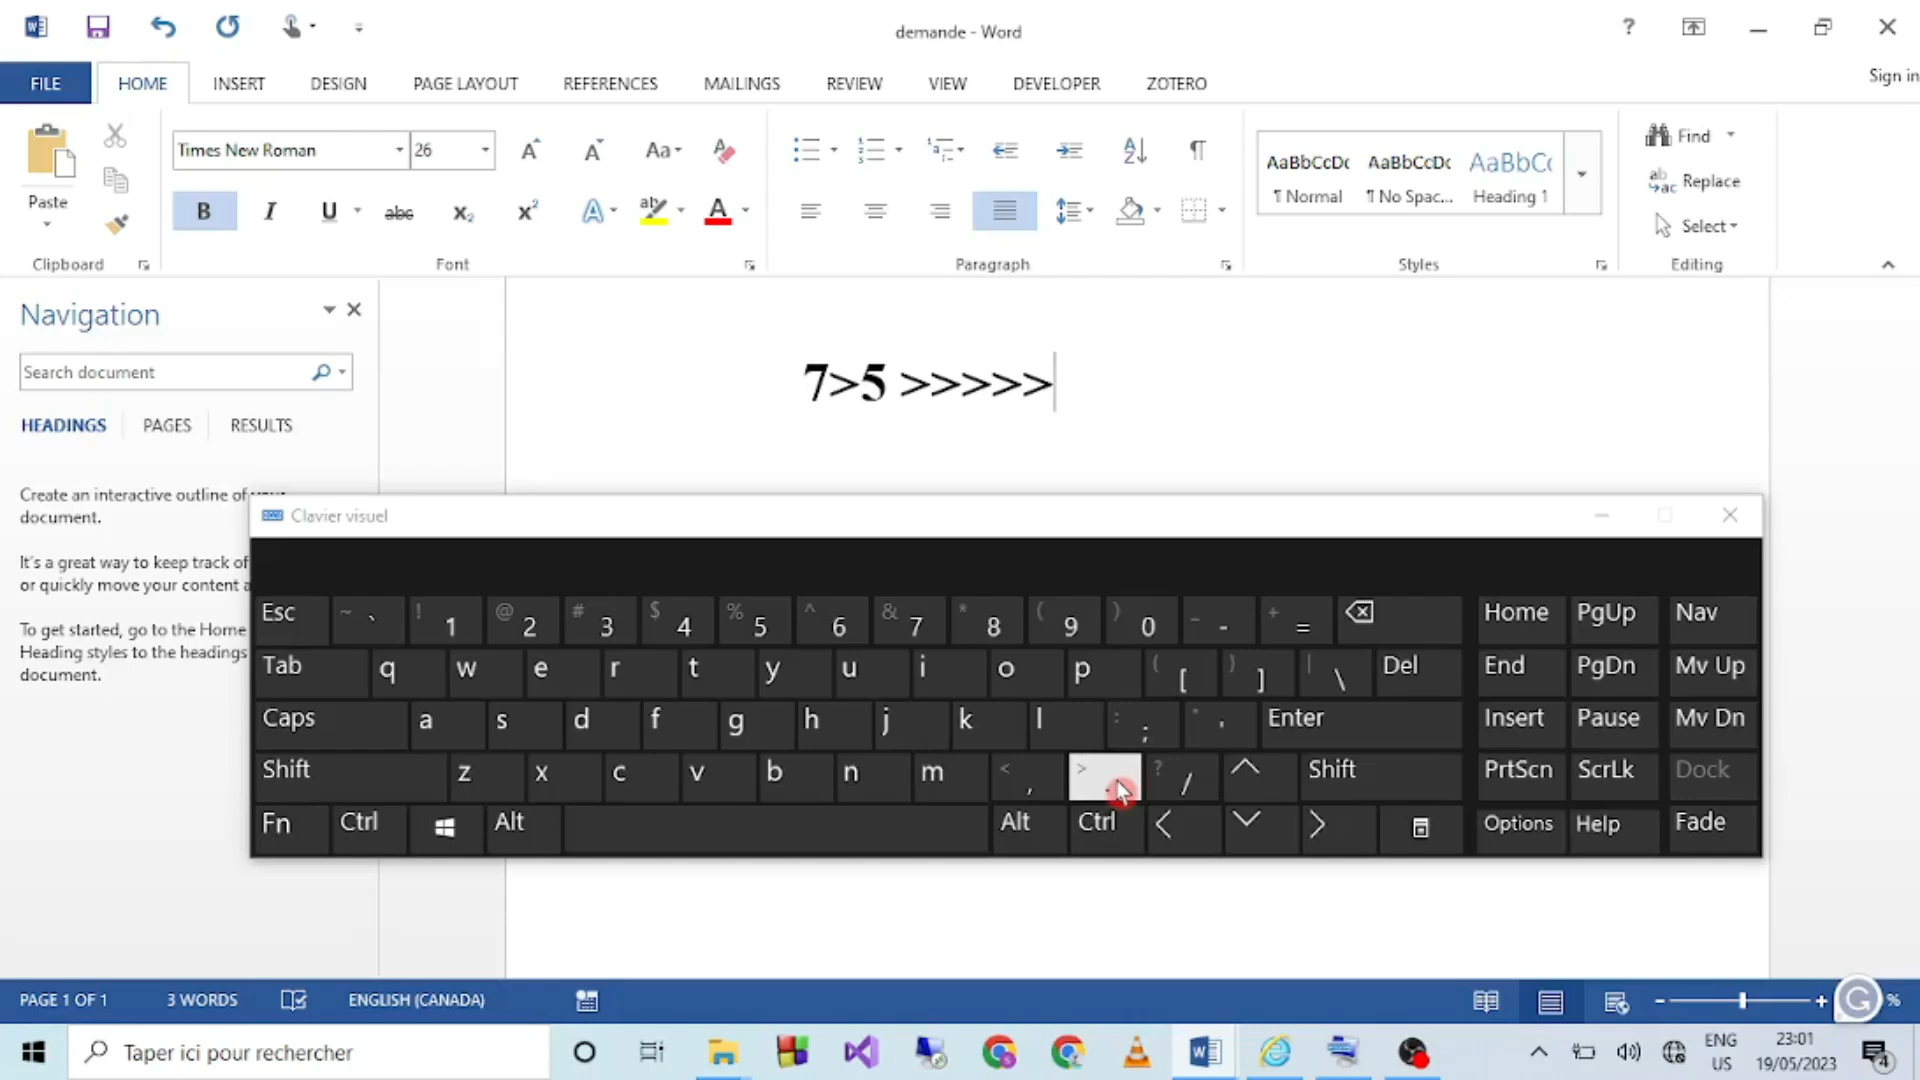 demande - Word
Sign in
FILE HOME INSERT DESIGN PAGE LAYOUT REFERENCES MAILINGS REVIEW VIEW DEVELOPER ZOTERO
Paste
Times New Roman 26
Aa
B I U abc X₂ X² A ab A
AaBbCcDc AaBbCcDc AaBbCc
¶ Normal ¶ No Spac... Heading 1
Find
Replace
Select
Clipboard Font Paragraph Styles Editing
Navigation
Search document
HEADINGS PAGES RESULTS
Create an interactive outline of your
document.
It's a great way to keep track of
or quickly move your content a
To get started, go to the Home
Heading styles to the headings
document.
7>5 >>>>>
Clavier visuel
Esc ~ ` ! 1 @ 2 # 3 $ 4 % 5 ^ 6 & 7 * 8 ( 9 ) 0 _ - + = Home PgUp Nav
Tab q w e r t y u i o p { [ } ] | \ Del End PgDn Mv Up
Caps a s d f g h j k l : ; " ' Enter Insert Pause Mv Dn
Shift z x c v b n m < , > . ? / Shift PrtScn ScrLk Dock
Fn Ctrl Alt Alt Ctrl Options Help Fade
PAGE 1 OF 1 3 WORDS ENGLISH (CANADA) %
Taper ici pour rechercher
ENG
US
23:01
19/05/2023
4